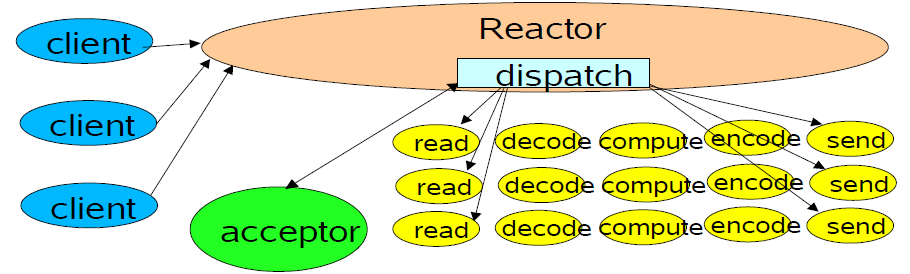 Reactor
client
dispatch
client
read decode compute encode send
read decode compute encode send
client
acceptor
read decode compute encode send